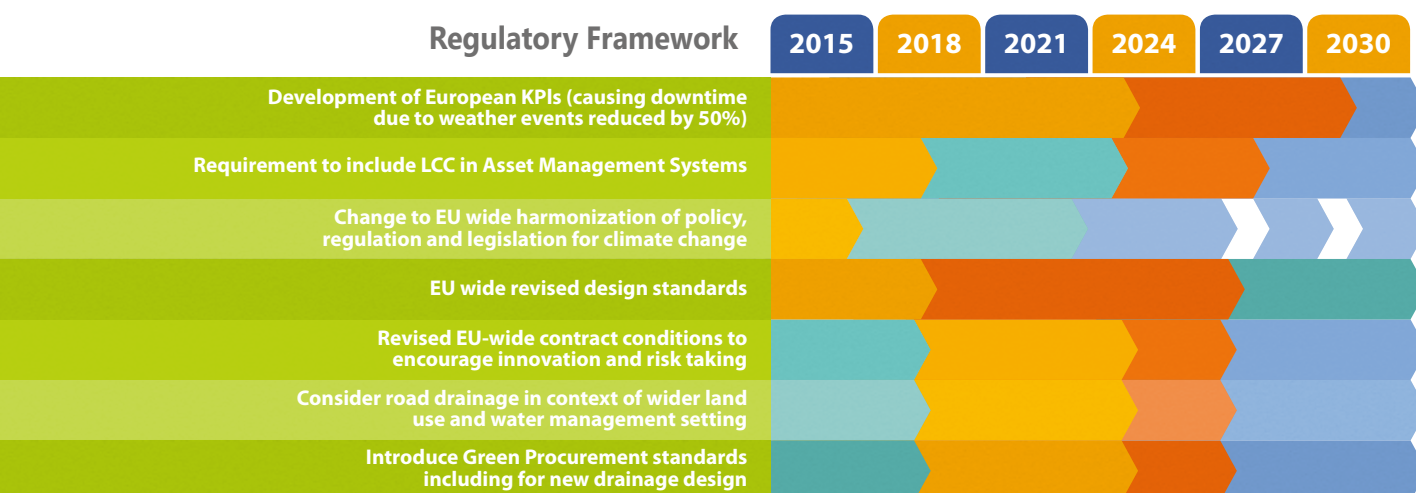 Regulatory Framework 2015 2018 2021 2024 2027 2030
Development of European KPIs (causing downtime
due to weather events reduced by 50%)
Requirement to include LCC in Asset Management Systems
Change to EU wide harmonization of policy,
regulation and legislation for climate change
EU wide revised design standards
Revised EU-wide contract conditions to
encourage innovation and risk taking
Consider road drainage in context of wider land
use and water management setting
Introduce Green Procurement standards
including for new drainage design